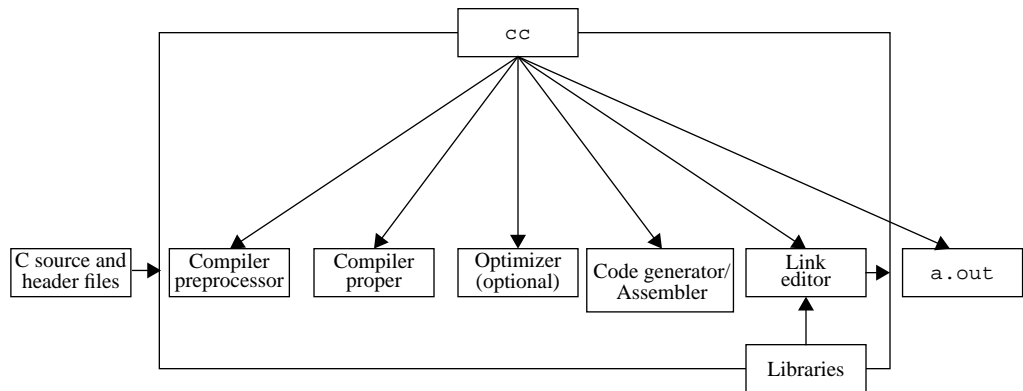 cc
C source and
header files
Compiler
preprocessor
Compiler
proper
Optimizer
(optional)
Code generator/
Assembler
Link
editor
a.out
Libraries